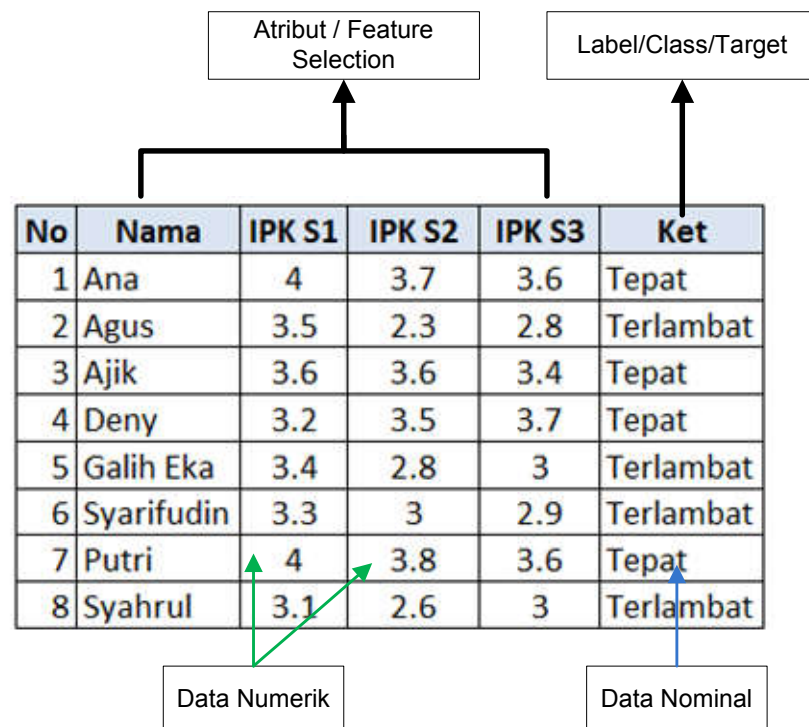 Atribut / Feature
Selection
Label/Class/Target
No Nama IPK S1 IPK S2 IPK S3 Ket
1 Ana 4 3.7 3.6 Tepat
2 Agus 3.5 2.3 2.8 Terlambat
3 Ajik 3.6 3.6 3.4 Tepat
4 Deny 3.2 3.5 3.7 Tepat
5 Galih Eka 3.4 2.8 3 Terlambat
6 Syarifudin 3.3 3 2.9 Terlambat
7 Putri 4 3.8 3.6 Tepat
8 Syahrul 3.1 2.6 3 Terlambat
Data Numerik
Data Nominal